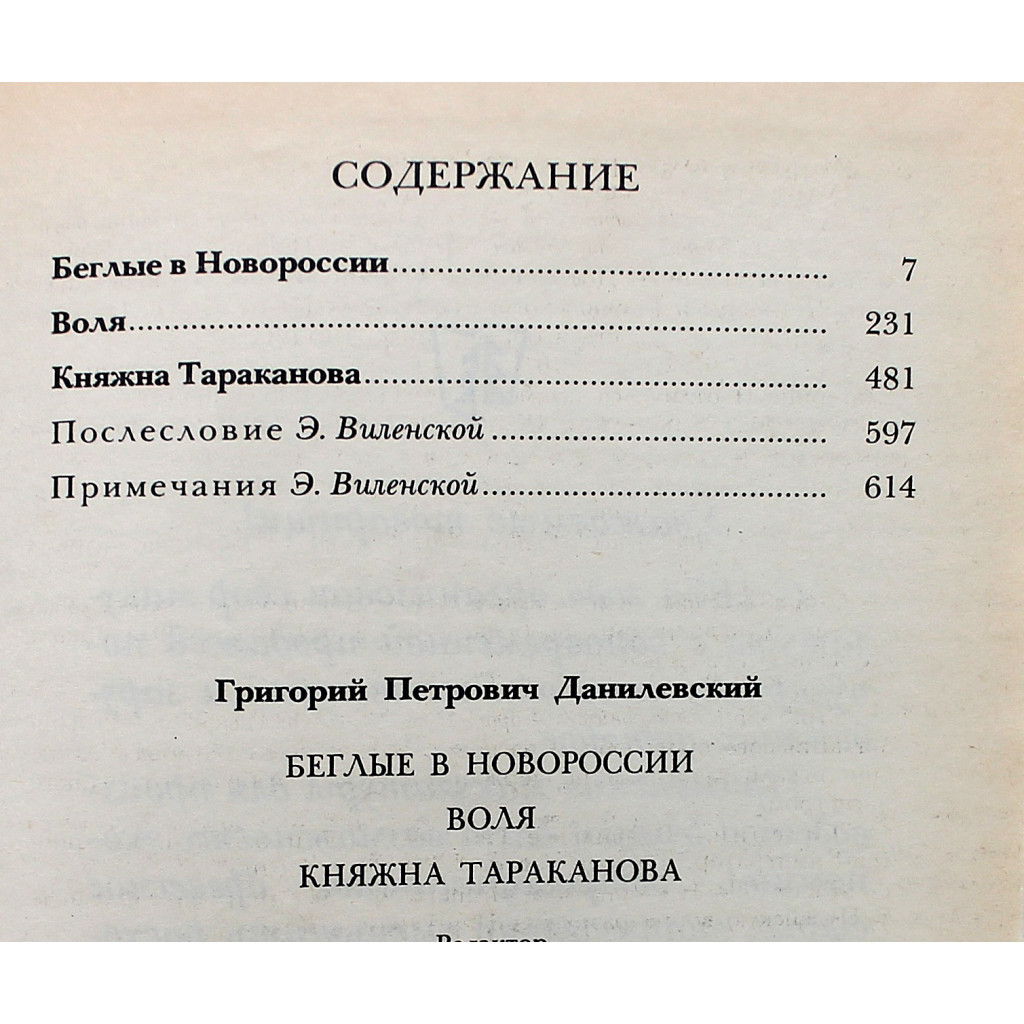 СОДЕРЖАНИЕ
Беглые в Новороссии.................................................. 7
Воля.................................................................................. 231
Княжна Тараканова..................................................... 481
Послесловие Э. Виленской ...................................... 597
Примечания Э. Виленской....................................... 614
Григорий Петрович Данилевский
БЕГЛЫЕ В НОВОРОССИИ
ВОЛЯ
КНЯЖНА ТАРАКАНОВА
Редактор